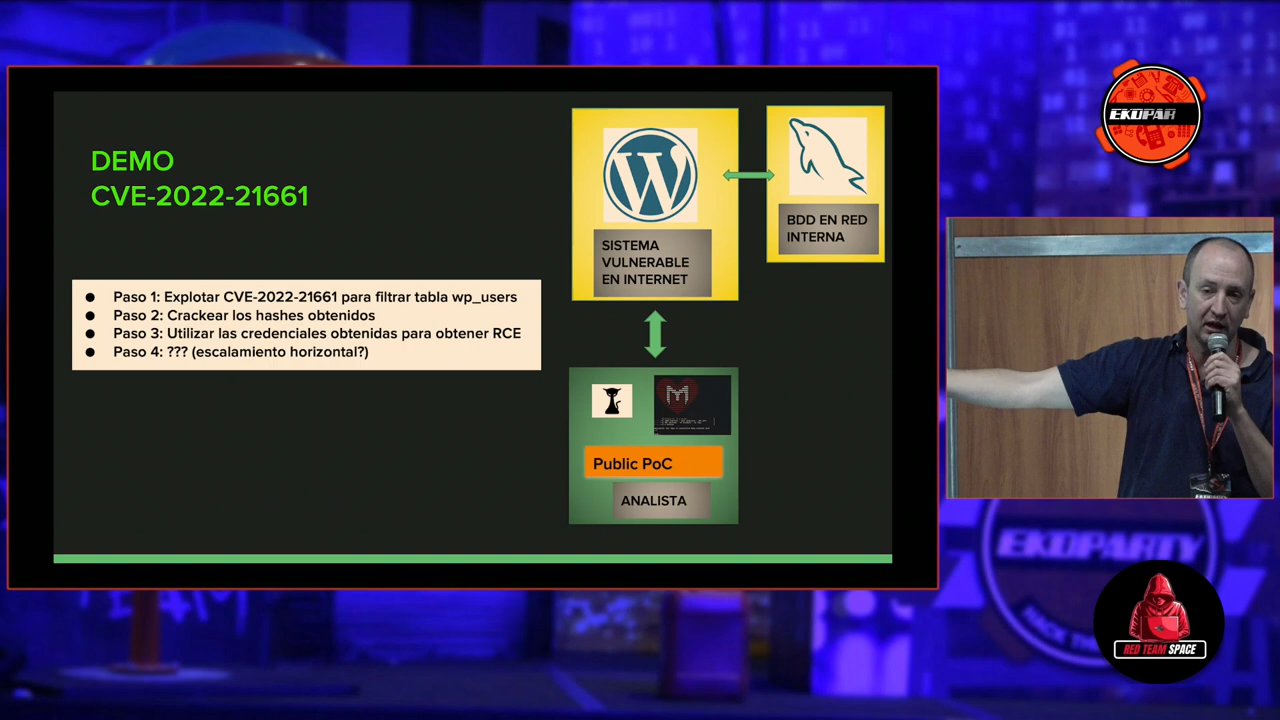 DEMO
CVE-2022-21661
● Paso 1: Explotar CVE-2022-21661 para filtrar tabla wp_users
● Paso 2: Crackear los hashes obtenidos
● Paso 3: Utilizar las credenciales obtenidas para obtener RCE
● Paso 4: ??? (escalamiento horizontal?)
SISTEMA
VULNERABLE
EN INTERNET
BDD EN RED
INTERNA
Public PoC
ANALISTA
EKOPAR
EKOPARTY
RED TEAM SPACE